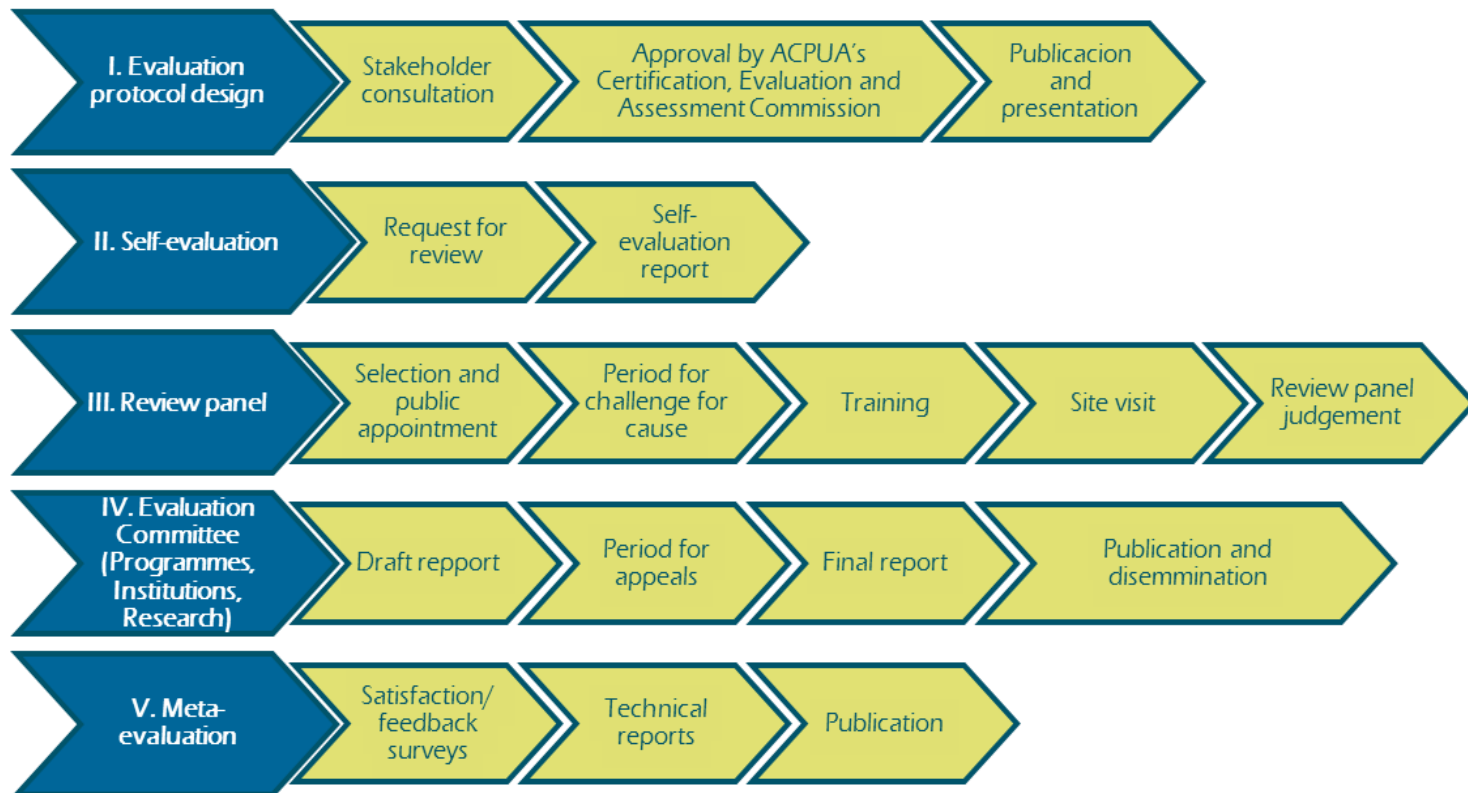 I. Evaluation
protocol design
Stakeholder
consultation
Approval by ACPUA's
Certification, Evaluation and
Assessment Commission
Publicacion
and
presentation
II. Self-evaluation
Request for
review
Self-
evaluation
report
III. Review panel
Selection and
public
appointment
Period for
challenge for
cause
Training
Site visit
Review panel
judgement
IV. Evaluation
Committee
(Programmes,
Institutions,
Research)
Draft repport
Period for
appeals
Final report
Publication and
disemmination
V. Meta-
evaluation
Satisfaction/
feedback
surveys
Technical
reports
Publication